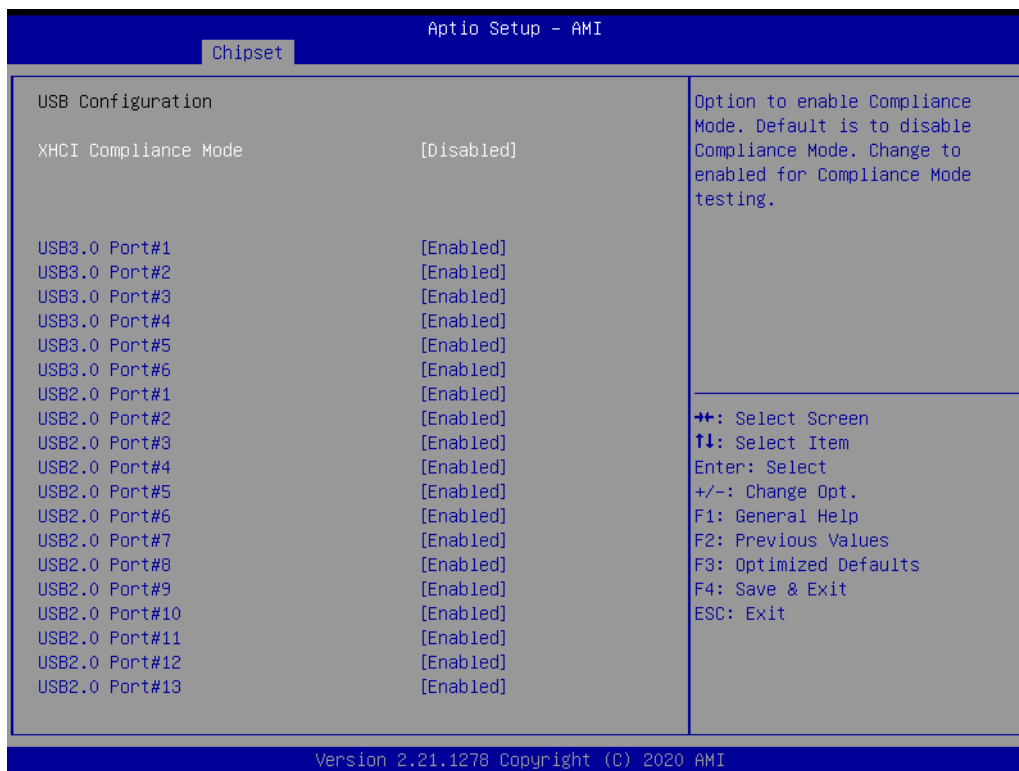 Aptio Setup – AMI
Chipset
USB Configuration
XHCI Compliance Mode [Disabled]
USB3.0 Port#1 [Enabled]
USB3.0 Port#2 [Enabled]
USB3.0 Port#3 [Enabled]
USB3.0 Port#4 [Enabled]
USB3.0 Port#5 [Enabled]
USB3.0 Port#6 [Enabled]
USB2.0 Port#1 [Enabled]
USB2.0 Port#2 [Enabled]
USB2.0 Port#3 [Enabled]
USB2.0 Port#4 [Enabled]
USB2.0 Port#5 [Enabled]
USB2.0 Port#6 [Enabled]
USB2.0 Port#7 [Enabled]
USB2.0 Port#8 [Enabled]
USB2.0 Port#9 [Enabled]
USB2.0 Port#10 [Enabled]
USB2.0 Port#11 [Enabled]
USB2.0 Port#12 [Enabled]
USB2.0 Port#13 [Enabled]
Option to enable Compliance
Mode. Default is to disable
Compliance Mode. Change to
enabled for Compliance Mode
testing.
→←: Select Screen
↑↓: Select Item
Enter: Select
+/-: Change Opt.
F1: General Help
F2: Previous Values
F3: Optimized Defaults
F4: Save & Exit
ESC: Exit
Version 2.21.1278 Copyright (C) 2020 AMI